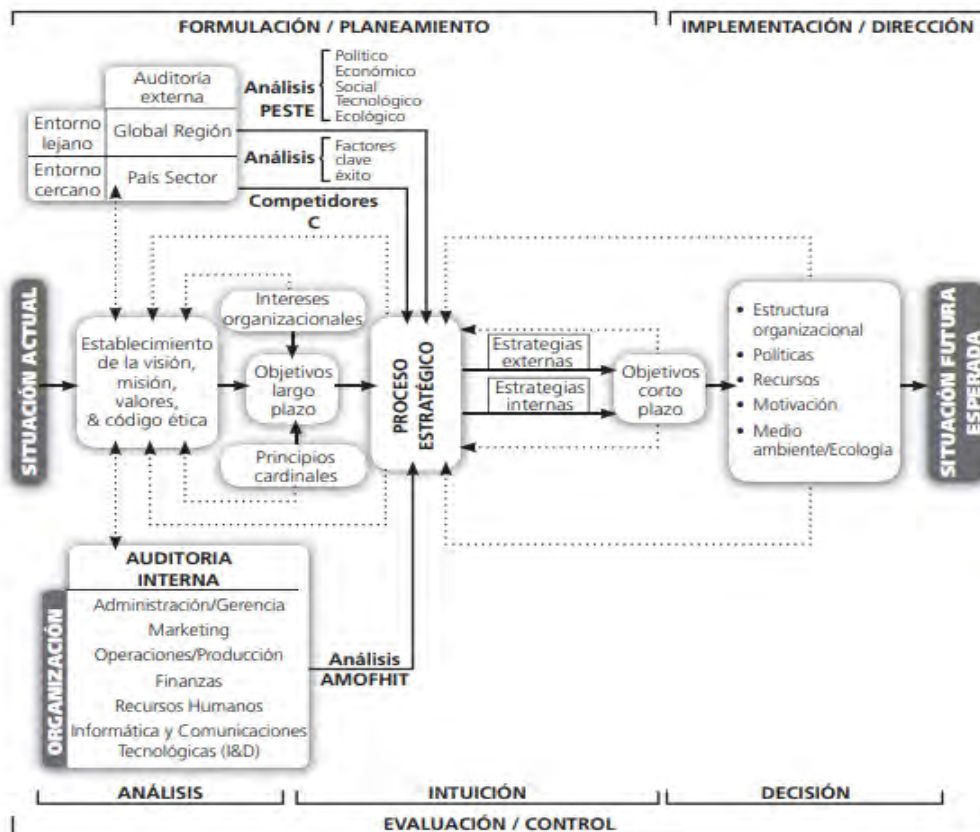 FORMULACIÓN / PLANEAMIENTO
IMPLEMENTACIÓN / DIRECCIÓN
Auditoría
externa
Entorno
lejano
Global Región
Entorno
cercano
País Sector
Análisis
PESTE
Político
Económico
Social
Tecnológico
Ecológico
Análisis
Factores
clave
éxito
Competidores
C
SITUACIÓN ACTUAL
Establecimiento
de la visión,
misión,
valores,
& código ética
Intereses
organizacionales
Objetivos
largo
plazo
Principios
cardinales
PROCESO
ESTRATÉGICO
Estrategias
externas
Estrategias
internas
Objetivos
corto
plazo
• Estructura
organizacional
• Políticas
• Recursos
• Motivación
• Medio
ambiente/Ecología
SITUACIÓN FUTURA
ESPERADA
ORGANIZACIÓN
AUDITORIA
INTERNA
Administración/Gerencia
Marketing
Operaciones/Producción
Finanzas
Recursos Humanos
Informática y Comunicaciones
Tecnológicas (I&D)
Análisis
AMOFHIT
ANÁLISIS
INTUICIÓN
DECISIÓN
EVALUACIÓN / CONTROL